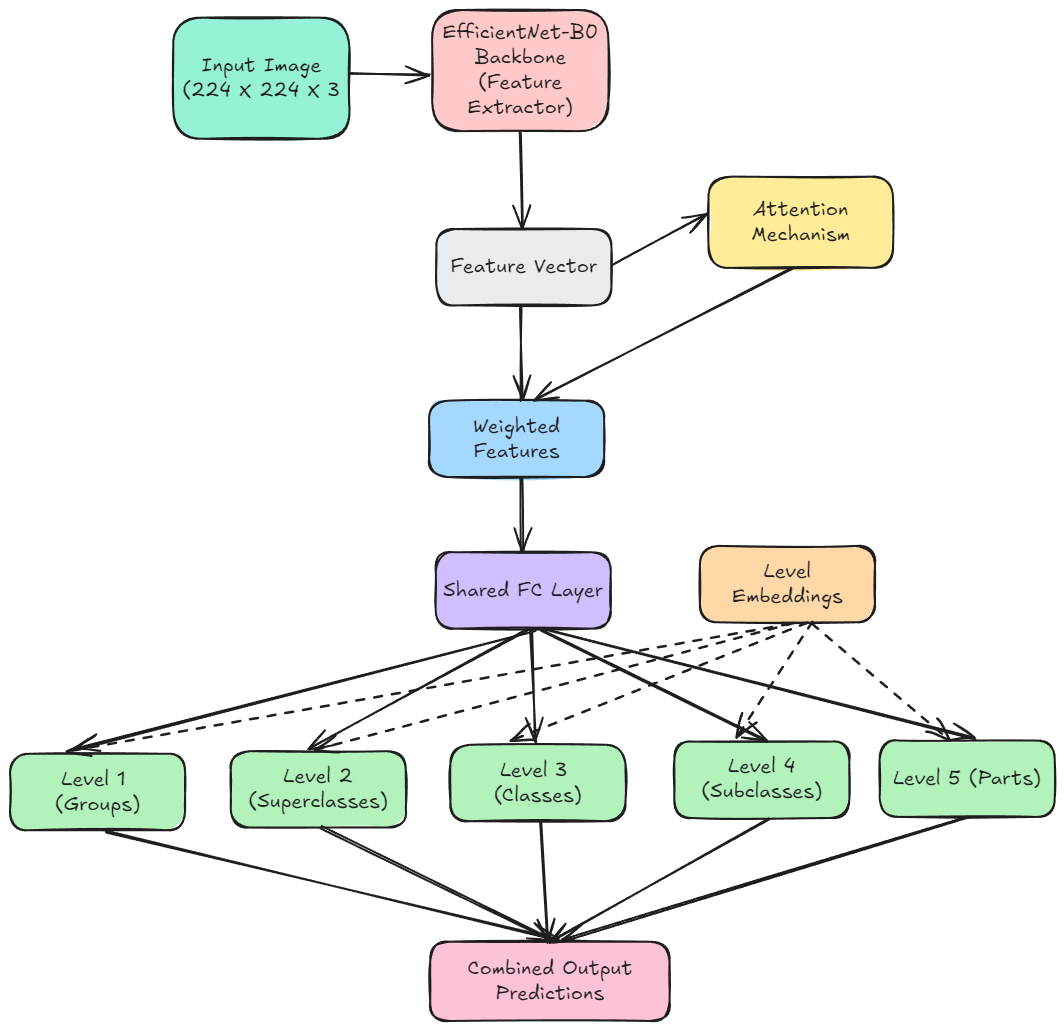 Input Image
(224 x 224 x 3
EfficientNet-B0
Backbone
(Feature
Extractor)
Attention
Mechanism
Feature Vector
Weighted
Features
Shared FC Layer
Level
Embeddings
Level 1
(Groups)
Level 2
(Superclasses)
Level 3
(Classes)
Level 4
(Subclasses)
Level 5 (Parts)
Combined Output
Predictions